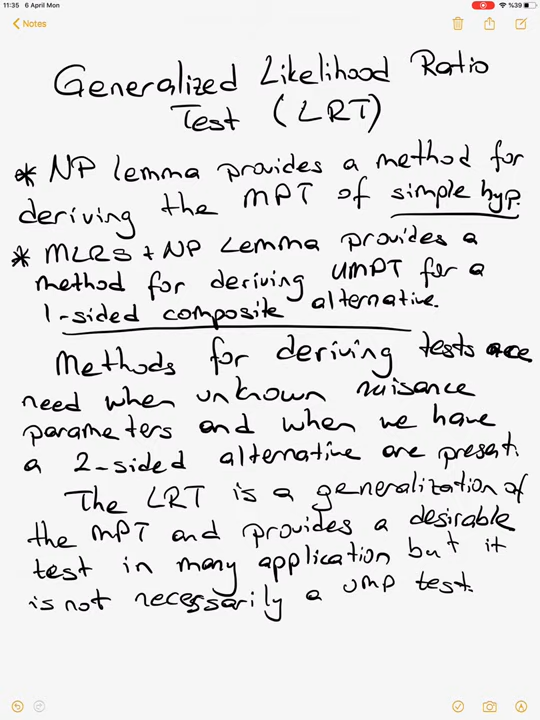 11:35 6 April Mon %39
Notes
Generalized Likelihood Ratio
Test (LRT)
* NP lemma provides a method for
deriving the MPT of simple hyp.
* MLRS + NP Lemma provides a
method for deriving UMPT for a
1-sided composite alternative.
Methods for deriving tests are
need when unknown nuisance
parameters and when we have
a 2-sided alternative are present.
The LRT is a generalization of
the MPT and provides a desirable
test in many application but it
is not necessarily a UMP test.